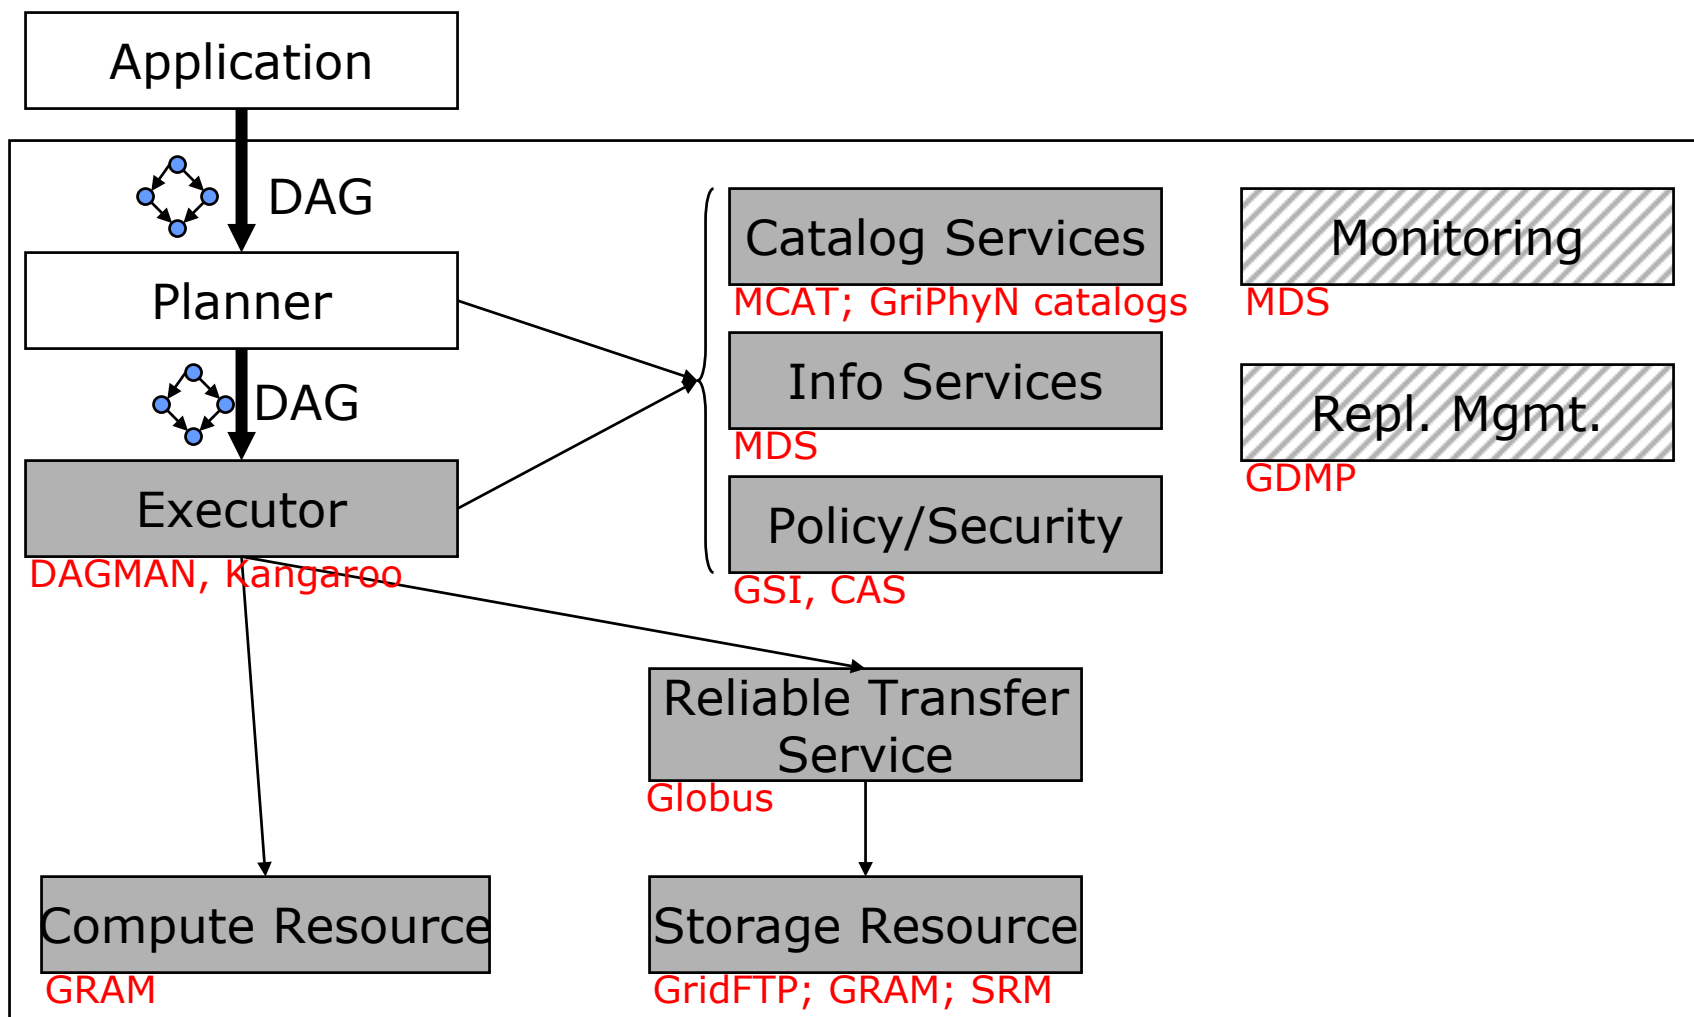 Application
DAG
Planner
DAG
Executor
DAGMAN, Kangaroo
Catalog Services
MCAT; GriPhyN catalogs
Info Services
MDS
Policy/Security
GSI, CAS
Monitoring
MDS
Repl. Mgmt.
GDMP
Reliable Transfer
Service
Globus
Compute Resource
GRAM
Storage Resource
GridFTP; GRAM; SRM